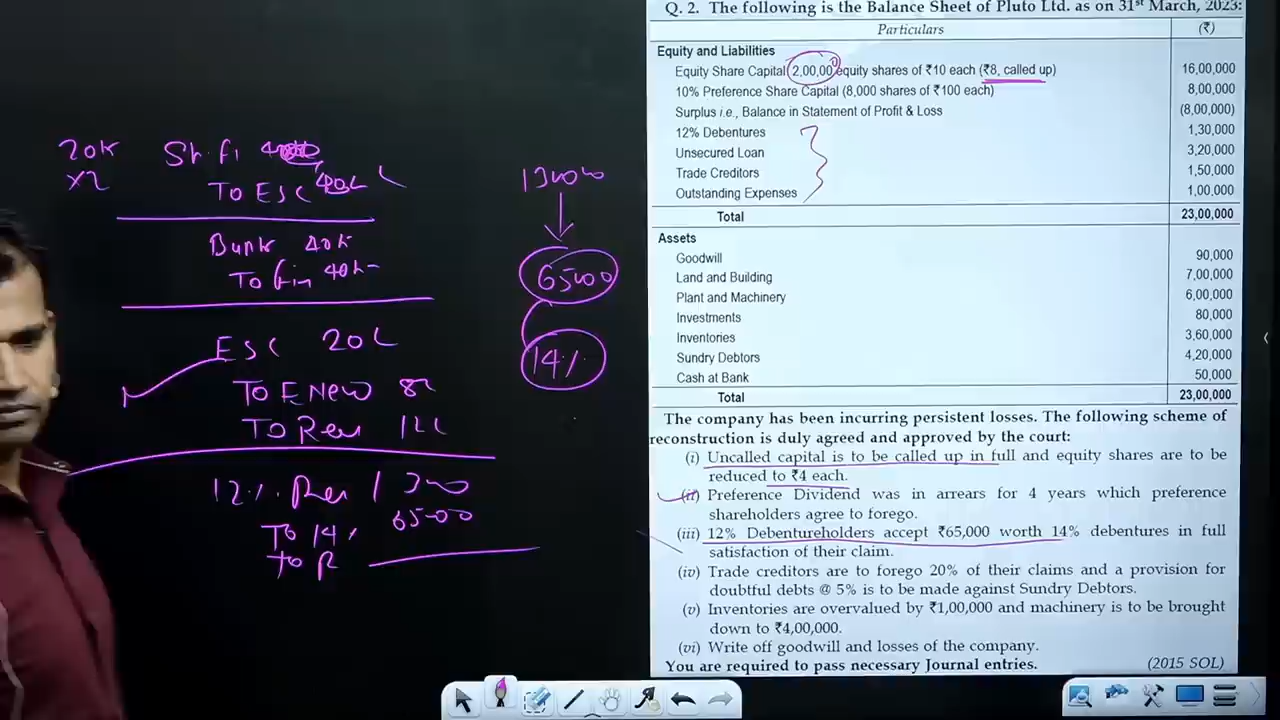 20k
x2
Sh. fi
To ESC 40k
Bank 40k
To fin 40k
ESC 20L
To E New 8L
To Rec 12L
To 14%
65000
To R
65000
14%
Q. 2. The following is the Balance Sheet of Pluto Ltd. as on 31st March, 2023:
Particulars (₹)
Equity and Liabilities
Equity Share Capital 2,00,000 equity shares of ₹10 each (₹8, called up) 16,00,000
10% Preference Share Capital (8,000 shares of ₹100 each) 8,00,000
Surplus i.e., Balance in Statement of Profit & Loss (8,00,000)
12% Debentures 1,30,000
Unsecured Loan 3,20,000
Trade Creditors 1,50,000
Outstanding Expenses 1,00,000
Total 23,00,000
Assets
Goodwill 90,000
Land and Building 7,00,000
Plant and Machinery 6,00,000
Investments 80,000
Inventories 3,60,000
Sundry Debtors 4,20,000
Cash at Bank 50,000
Total 23,00,000
The company has been incurring persistent losses. The following scheme of
reconstruction is duly agreed and approved by the court:
(i) Uncalled capital is to be called up in full and equity shares are to be
reduced to ₹4 each.
(ii) Preference Dividend was in arrears for 4 years which preference
shareholders agree to forego.
(iii) 12% Debentureholders accept ₹65,000 worth 14% debentures in full
satisfaction of their claim.
(iv) Trade creditors are to forego 20% of their claims and a provision for
doubtful debts @ 5% is to be made against Sundry Debtors.
(v) Inventories are overvalued by ₹1,00,000 and machinery is to be brought
down to ₹4,00,000.
(vi) Write off goodwill and losses of the company.
You are required to pass necessary Journal entries. (2015 SOL)